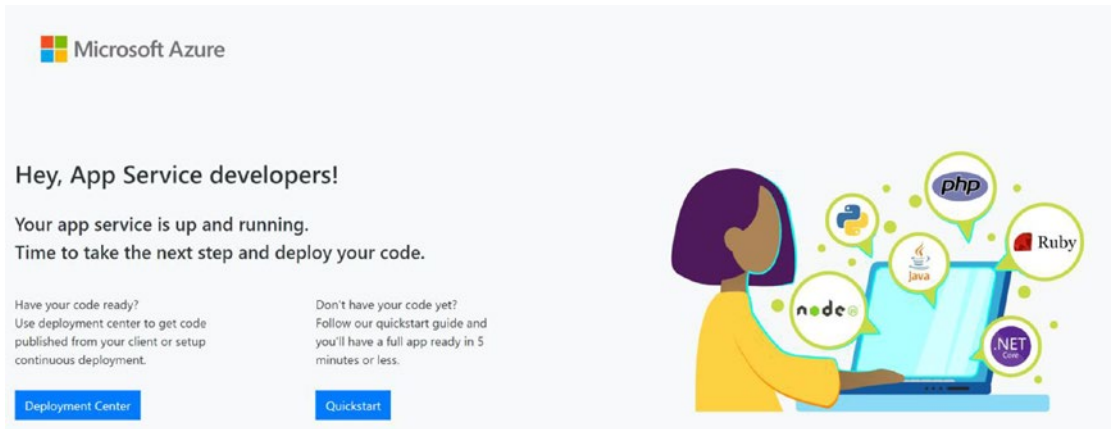 Microsoft Azure
Hey, App Service developers!
Your app service is up and running.
Time to take the next step and deploy your code.
Have your code ready?
Use deployment center to get code
published from your client or setup
continuous deployment.
Deployment Center
Don't have your code yet?
Follow our quickstart guide and
you'll have a full app ready in 5
minutes or less.
Quickstart
php
Ruby
Java
node
.NET
Core